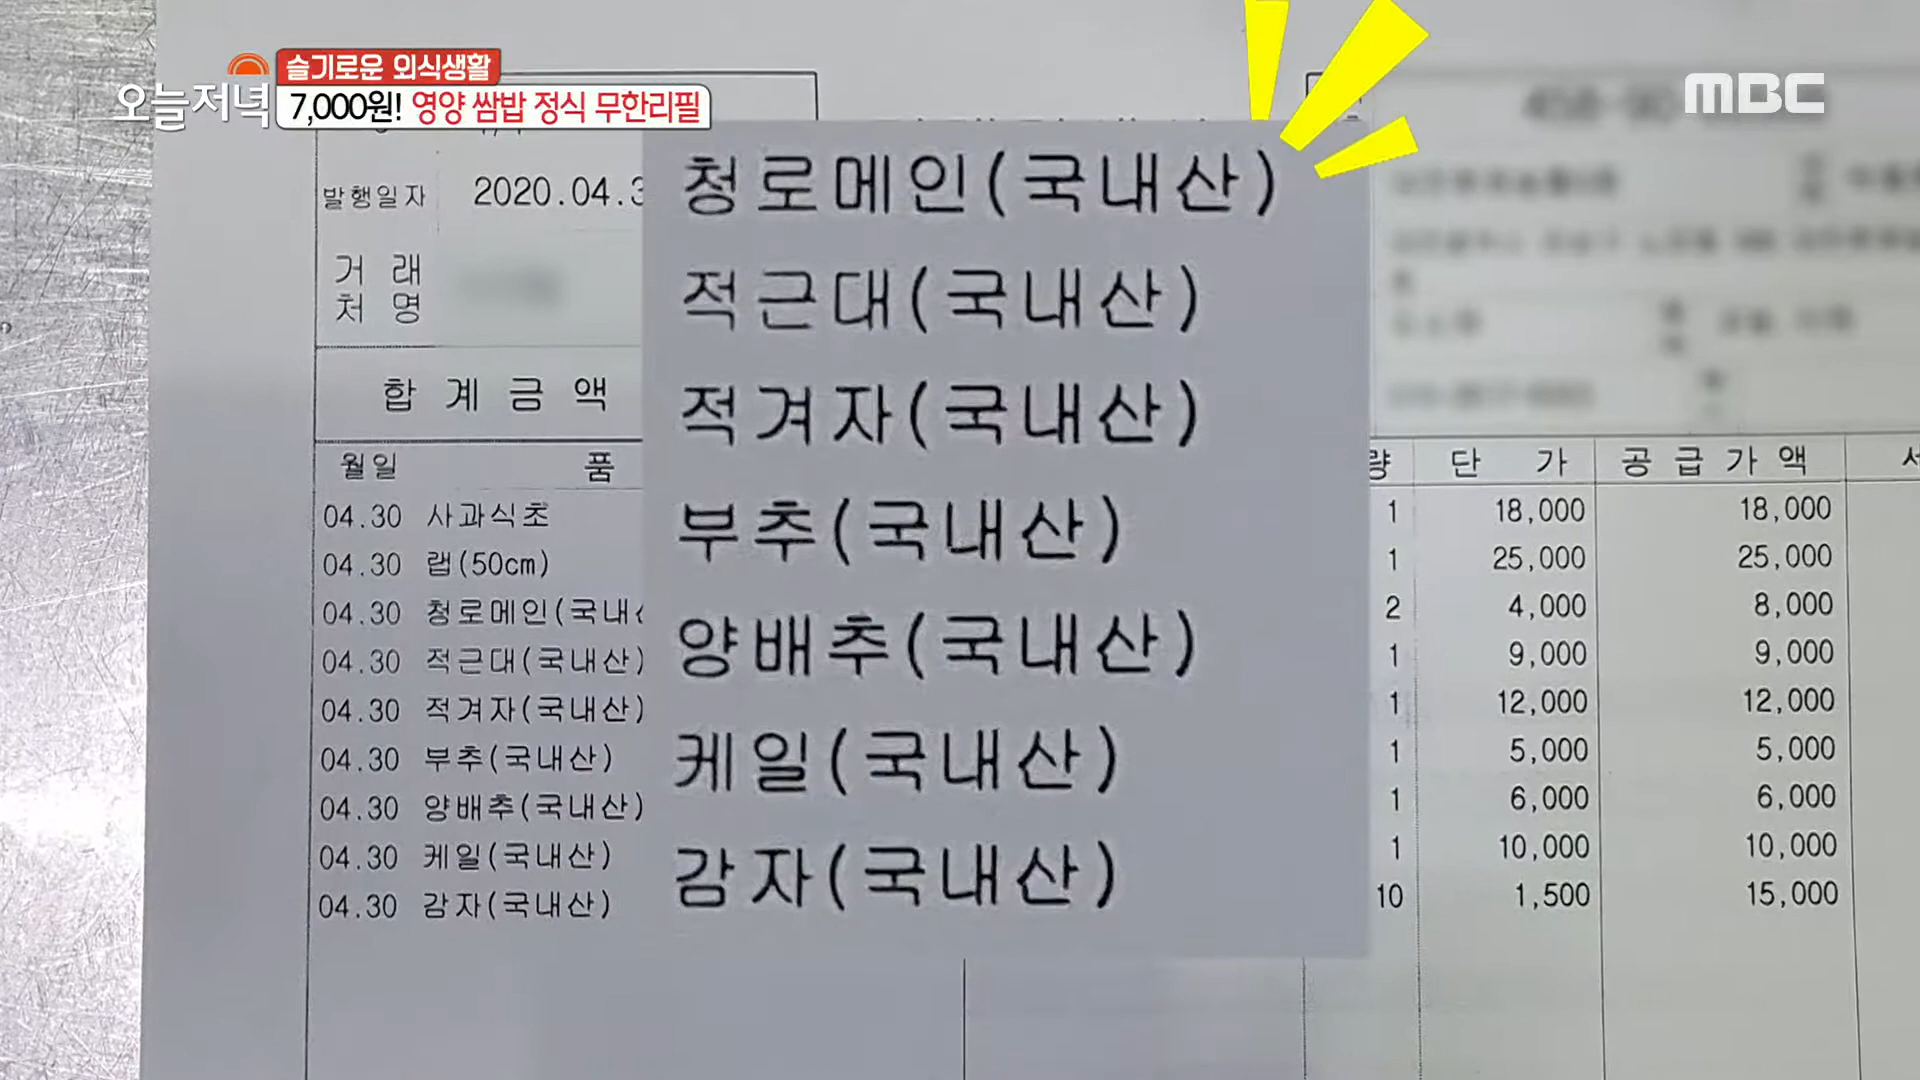 슬기로운 외식생활
오늘저녁
7,000원! 영양 쌈밥 정식 무한리필
MBC
발행일자 2020.04.3
거래처명
합계금액
월일 품 량 단가 공급가액
04.30 사과식초 1 18,000 18,000
04.30 랩(50cm) 1 25,000 25,000
04.30 청로메인(국내 2 4,000 8,000
04.30 적근대(국내산) 1 9,000 9,000
04.30 적겨자(국내산) 1 12,000 12,000
04.30 부추(국내산) 1 5,000 5,000
04.30 양배추(국내산) 1 6,000 6,000
04.30 케일(국내산) 1 10,000 10,000
04.30 감자(국내산) 10 1,500 15,000
청로메인(국내산)
적근대(국내산)
적겨자(국내산)
부추(국내산)
양배추(국내산)
케일(국내산)
감자(국내산)